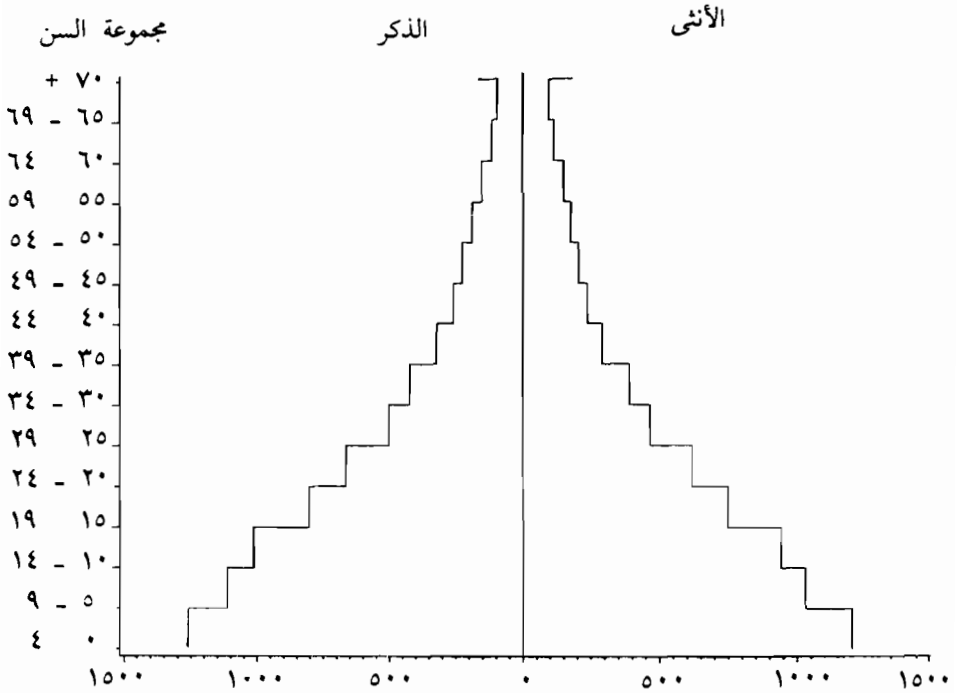 مجموعة السن الذكر الأنثى
٧٠ +
٦٥ – ٦٩
٦٠ ٦٤
٥٥ ٥٩
٥٠ – ٥٤
٤٥ – ٤٩
٤٠ ٤٤
٣٥ – ٣٩
٣٠ – ٣٤
٢٥ ٢٩
٢٠ – ٢٤
١٥ ١٩
١٠ – ١٤
٥ – ٩
٠ ٤
١٥٠٠ ١٠٠٠ ٥٠٠ ٠ ٥٠٠ ١٠٠٠ ١٥٠٠